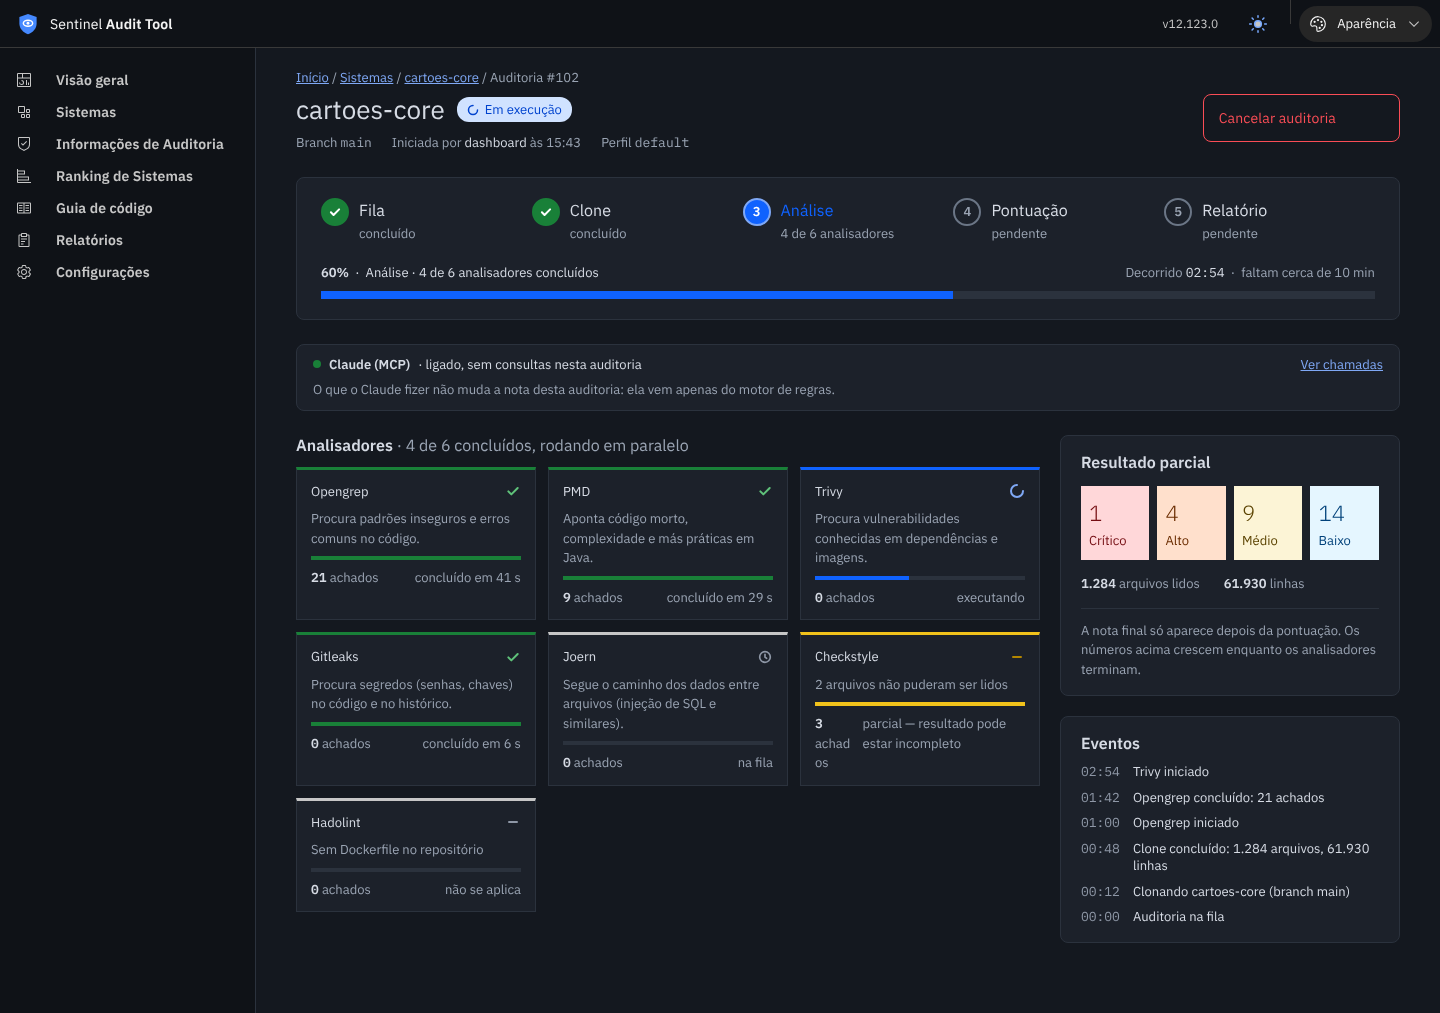 Sentinel Audit Tool
v12.123.0
Aparência
Visão geral
Sistemas
Informações de Auditoria
Ranking de Sistemas
Guia de código
Relatórios
Configurações
Início / Sistemas / cartoes-core / Auditoria #102
cartoes-core
Em execução
Branch main Iniciada por dashboard às 15:43 Perfil default
Cancelar auditoria
Fila
concluído
Clone
concluído
3 Análise
4 de 6 analisadores
4 Pontuação
pendente
5 Relatório
pendente
60% · Análise · 4 de 6 analisadores concluídos
Decorrido 02:54 · faltam cerca de 10 min
Claude (MCP) · ligado, sem consultas nesta auditoria
Ver chamadas
O que o Claude fizer não muda a nota desta auditoria: ela vem apenas do motor de regras.
Analisadores · 4 de 6 concluídos, rodando em paralelo
Opengrep
Procura padrões inseguros e erros
comuns no código.
21 achados concluído em 41 s
PMD
Aponta código morto,
complexidade e más práticas em
Java.
9 achados concluído em 29 s
Trivy
Procura vulnerabilidades
conhecidas em dependências e
imagens.
0 achados executando
Gitleaks
Procura segredos (senhas, chaves)
no código e no histórico.
0 achados concluído em 6 s
Joern
Segue o caminho dos dados entre
arquivos (injeção de SQL e
similares).
0 achados na fila
Checkstyle
2 arquivos não puderam ser lidos
3
achad
os
parcial — resultado pode
estar incompleto
Hadolint
Sem Dockerfile no repositório
0 achados não se aplica
Resultado parcial
1
Crítico
4
Alto
9
Médio
14
Baixo
1.284 arquivos lidos 61.930 linhas
A nota final só aparece depois da pontuação. Os
números acima crescem enquanto os analisadores
terminam.
Eventos
02:54 Trivy iniciado
01:42 Opengrep concluído: 21 achados
01:00 Opengrep iniciado
00:48 Clone concluído: 1.284 arquivos, 61.930
linhas
00:12 Clonando cartoes-core (branch main)
00:00 Auditoria na fila